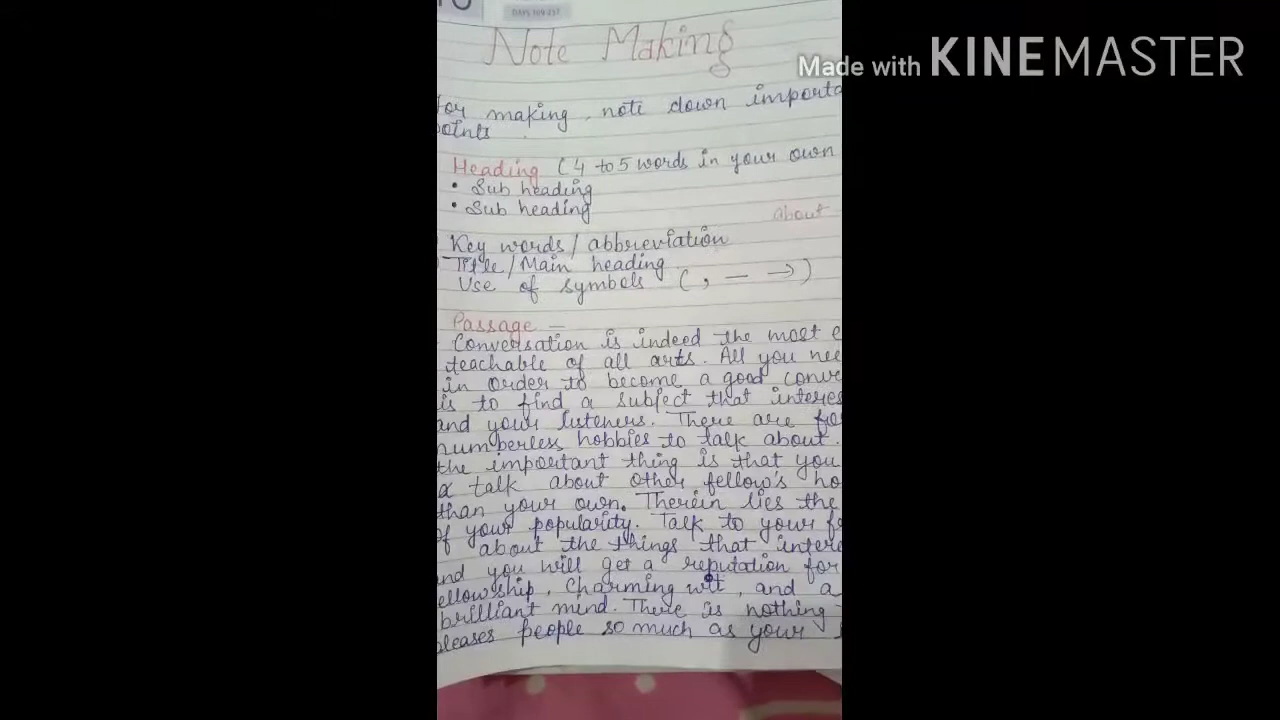 DAYS 109-257
Note Making
Made with KINEMASTER
for making, note down importa
points.
Heading (4 to 5 words in your own
• Sub heading
• Sub heading
about
Key words / abbreviation
Title / Main heading
Use of symbols ( , — → )
Passage —
Conversation is indeed the most e
teachable of all arts. All you nee
in order to become a good conve
is to find a subject that interes
and your listeners. There are for
numberless hobbies to talk about.
the important thing is that you
talk about other fellow's ho
than your own. Therein lies the
of your popularity. Talk to your fr
about the things that intere
and you will get a reputation for
fellowship, charming wit, and a
brilliant mind. There is nothing
pleases people so much as your